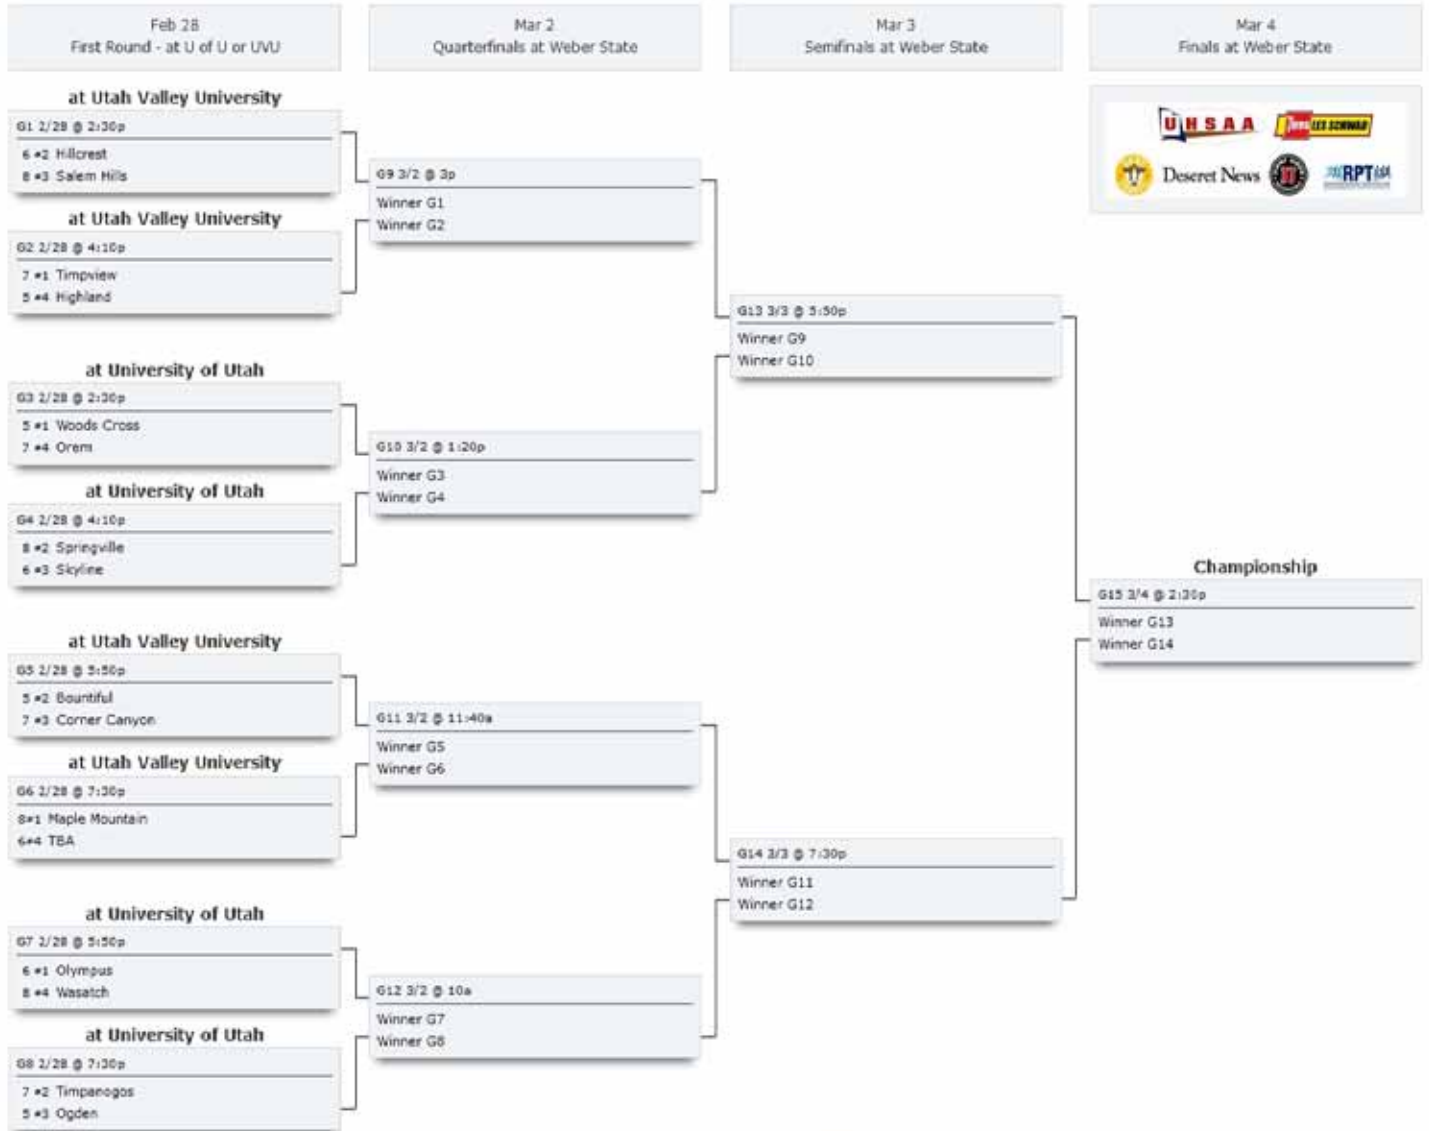 Feb 28
First Round - at U of U or UVU
Mar 2
Quarterfinals at Weber State
Mar 3
Semifinals at Weber State
Mar 4
Finals at Weber State
UHSAA
LES SCHWAB
Deseret News
RPT
at Utah Valley University
G1 2/28 @ 2:30p
6 #2 Hillcrest
8 #3 Salem Hills
at Utah Valley University
G2 2/28 @ 4:10p
7 #1 Timpview
5 #4 Highland
at University of Utah
G3 2/28 @ 2:30p
5 #1 Woods Cross
7 #4 Orem
at University of Utah
G4 2/28 @ 4:10p
8 #2 Springville
6 #3 Skyline
at Utah Valley University
G5 2/28 @ 5:50p
5 #2 Bountiful
7 #3 Corner Canyon
at Utah Valley University
G6 2/28 @ 7:30p
8#1 Maple Mountain
6#4 TBA
at University of Utah
G7 2/28 @ 5:50p
6 #1 Olympus
8 #4 Wasatch
at University of Utah
G8 2/28 @ 7:30p
7 #2 Timpanogos
5 #3 Ogden
G9 3/2 @ 3p
Winner G1
Winner G2
G10 3/2 @ 1:20p
Winner G3
Winner G4
G11 3/2 @ 11:40a
Winner G5
Winner G6
G12 3/2 @ 10a
Winner G7
Winner G8
G13 3/3 @ 5:50p
Winner G9
Winner G10
G14 3/3 @ 7:30p
Winner G11
Winner G12
Championship
G15 3/4 @ 2:30p
Winner G13
Winner G14